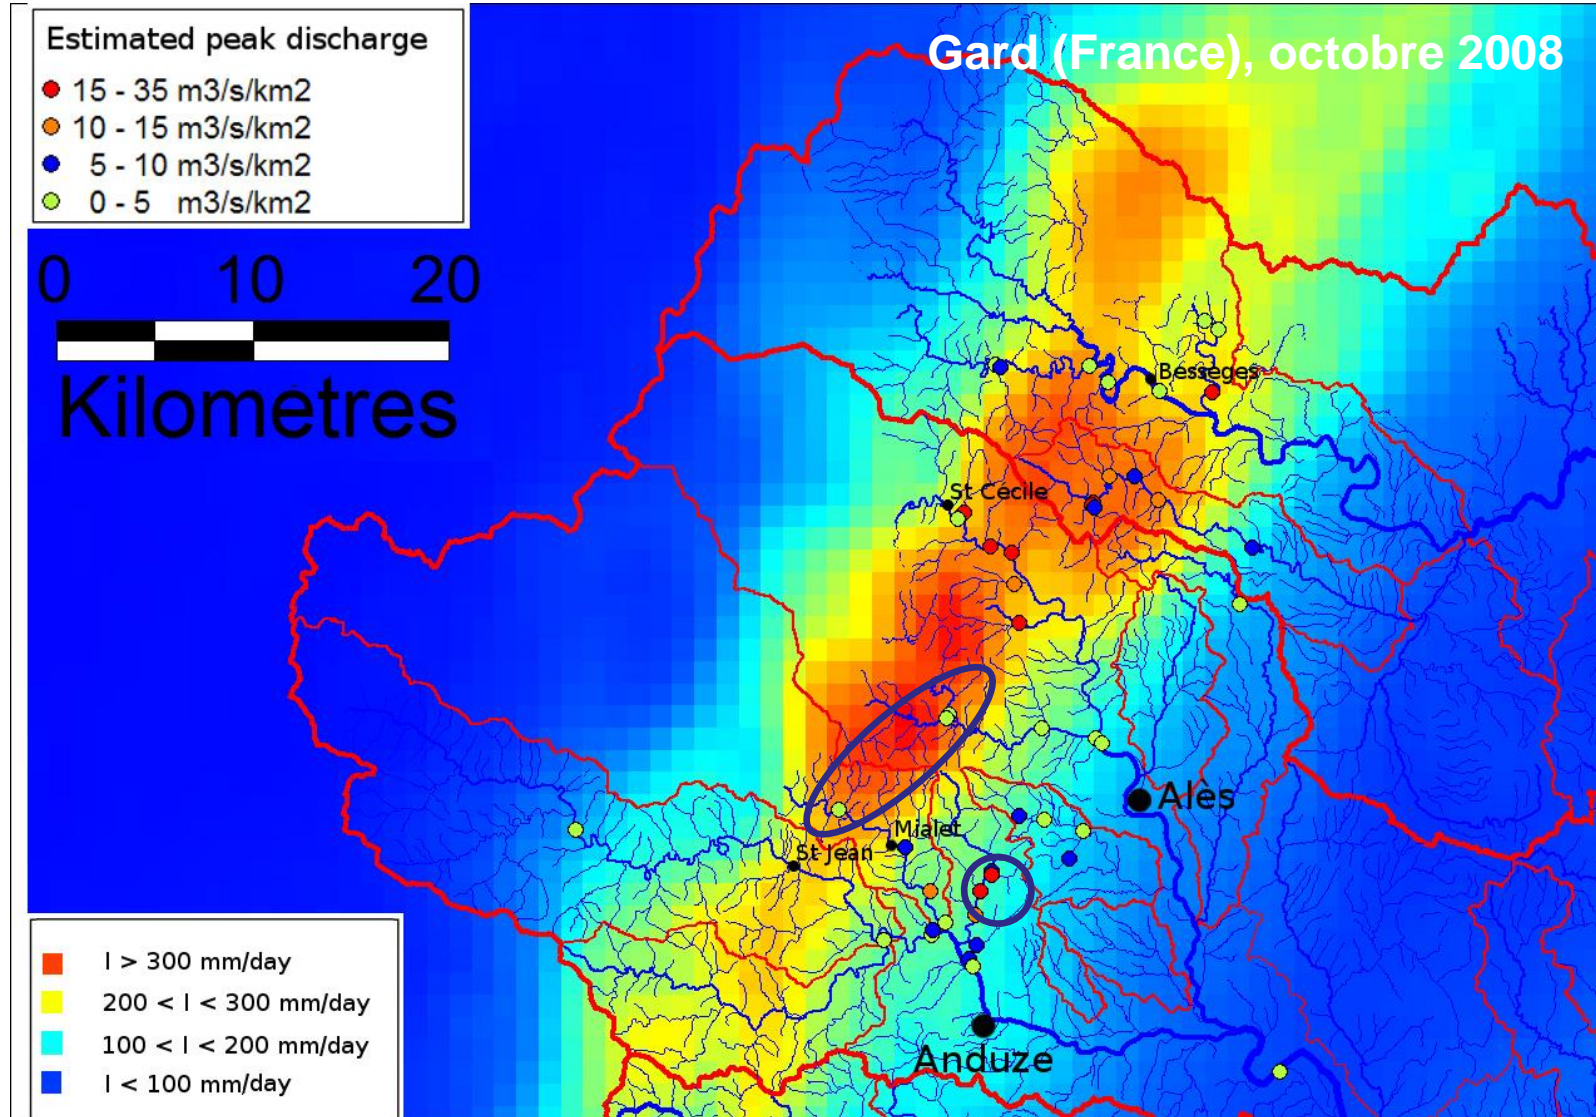 Gard (France), octobre 2008
Estimated peak discharge
15 - 35 m3/s/km2
10 - 15 m3/s/km2
5 - 10 m3/s/km2
0 - 5 m3/s/km2
0 10 20
Kilométres
Bessèges
St Cecile
Alès
Mialet
St Jean
Anduze
I > 300 mm/day
200 < I < 300 mm/day
100 < I < 200 mm/day
I < 100 mm/day